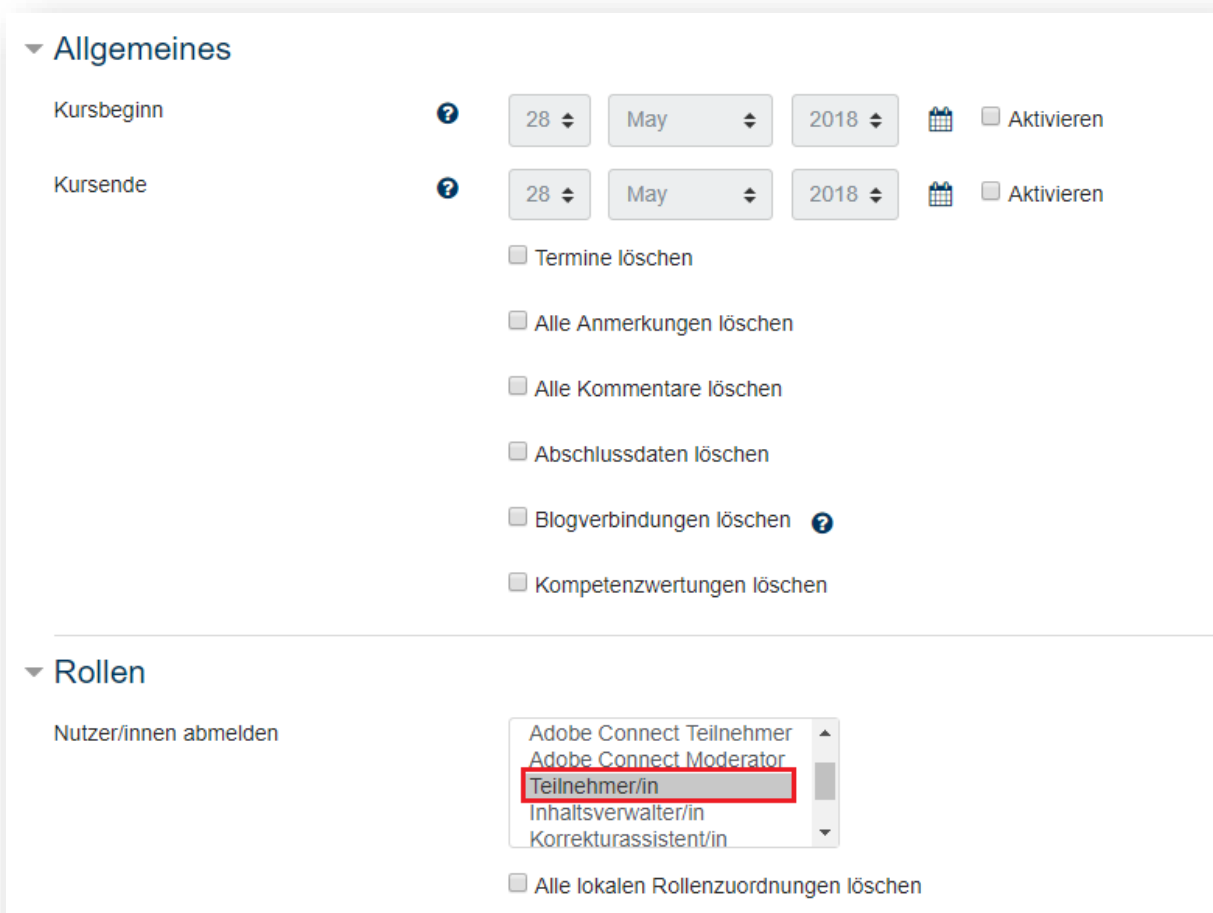 Allgemeines
Kursbeginn 28 May 2018 Aktivieren
Kursende 28 May 2018 Aktivieren
Termine löschen
Alle Anmerkungen löschen
Alle Kommentare löschen
Abschlussdaten löschen
Blogverbindungen löschen
Kompetenzwertungen löschen
Rollen
Nutzer/innen abmelden
Adobe Connect Teilnehmer
Adobe Connect Moderator
Teilnehmer/in
Inhaltsverwalter/in
Korrekturassistent/in
Alle lokalen Rollenzuordnungen löschen